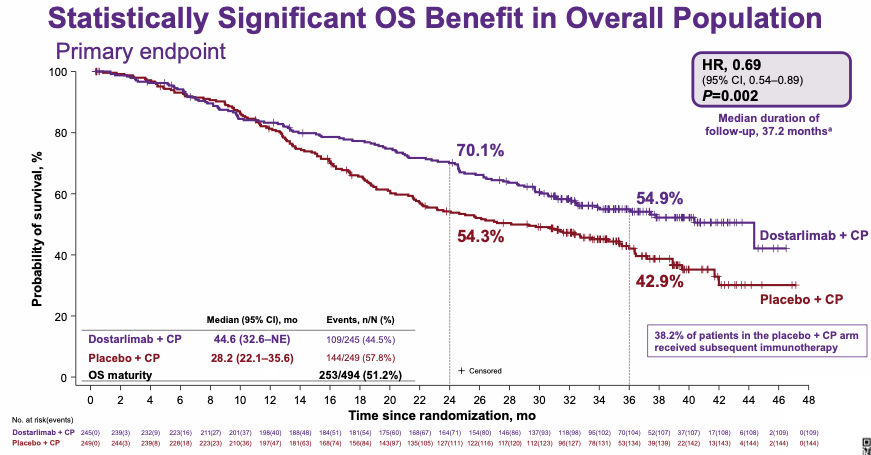 Statistically Significant OS Benefit in Overall Population
Primary endpoint
HR, 0.69
(95% CI, 0.54–0.89)
P=0.002
Median duration of
follow-up, 37.2 monthsᵃ
Probability of survival, %
100
80
60
40
20
0
70.1%
54.3%
54.9%
42.9%
Dostarlimab + CP
Placebo + CP
38.2% of patients in the placebo + CP arm
received subsequent immunotherapy
Median (95% CI), mo Events, n/N (%)
Dostarlimab + CP 44.6 (32.6–NE) 109/245 (44.5%)
Placebo + CP 28.2 (22.1–35.6) 144/249 (57.8%)
OS maturity 253/494 (51.2%)
+ Censored
0 2 4 6 8 10 12 14 16 18 20 22 24 26 28 30 32 34 36 38 40 42 44 46 48
Time since randomization, mo
No. at risk(events)
Dostarlimab + CP 245(0) 239(3) 232(9) 223(16) 211(27) 201(37) 198(40) 188(48) 184(51) 181(54) 175(60) 168(67) 164(71) 154(80) 146(86) 137(93) 118(98) 95(102) 70(104) 52(107) 37(107) 17(108) 6(108) 2(109) 0(109)
Placebo + CP 249(0) 244(3) 239(8) 228(18) 223(23) 210(36) 197(47) 181(63) 168(74) 156(84) 143(97) 135(105) 127(111) 122(116) 117(120) 112(123) 96(127) 78(131) 53(134) 39(139) 22(142) 13(143) 4(144) 2(144) 0(144)